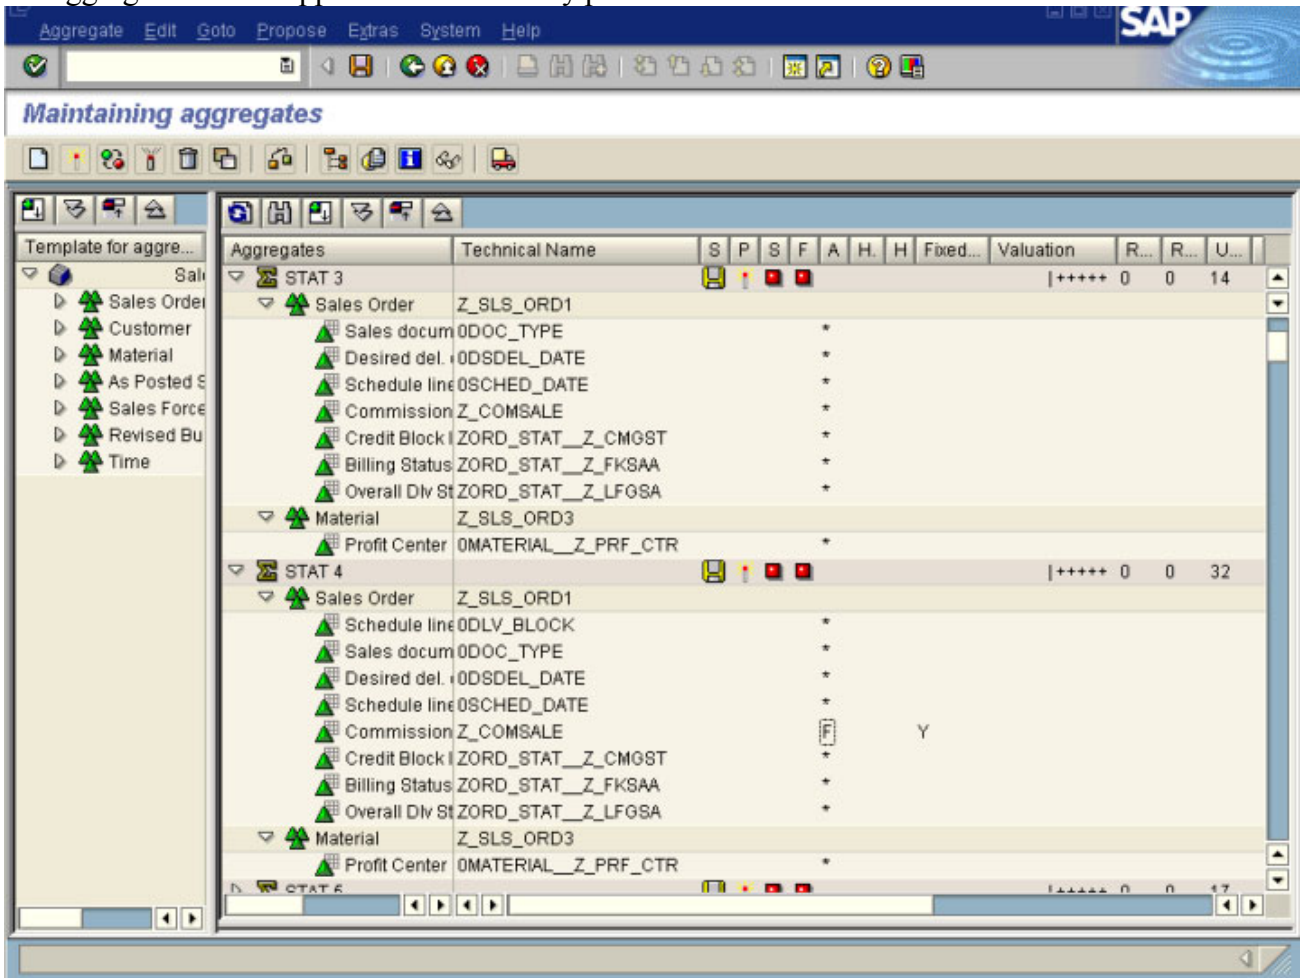 Aggregate Edit Goto Propose Extras System Help
SAP
Maintaining aggregates
Template for aggre...
Sal
Sales Order
Customer
Material
As Posted S
Sales Force
Revised Bu
Time
Aggregates Technical Name S P S F A H. H Fixed... Valuation R... R... U...
STAT 3 |+++++ 0 0 14
Sales Order Z_SLS_ORD1
Sales docum 0DOC_TYPE *
Desired del. 0DSDEL_DATE *
Schedule line 0SCHED_DATE *
Commission Z_COMSALE *
Credit Block I ZORD_STAT__Z_CMGST *
Billing Status ZORD_STAT__Z_FKSAA *
Overall Dlv St ZORD_STAT__Z_LFGSA *
Material Z_SLS_ORD3
Profit Center 0MATERIAL__Z_PRF_CTR *
STAT 4 |+++++ 0 0 32
Sales Order Z_SLS_ORD1
Schedule line 0DLV_BLOCK *
Sales docum 0DOC_TYPE *
Desired del. 0DSDEL_DATE *
Schedule line 0SCHED_DATE *
Commission Z_COMSALE F Y
Credit Block I ZORD_STAT__Z_CMGST *
Billing Status ZORD_STAT__Z_FKSAA *
Overall Dlv St ZORD_STAT__Z_LFGSA *
Material Z_SLS_ORD3
Profit Center 0MATERIAL__Z_PRF_CTR *